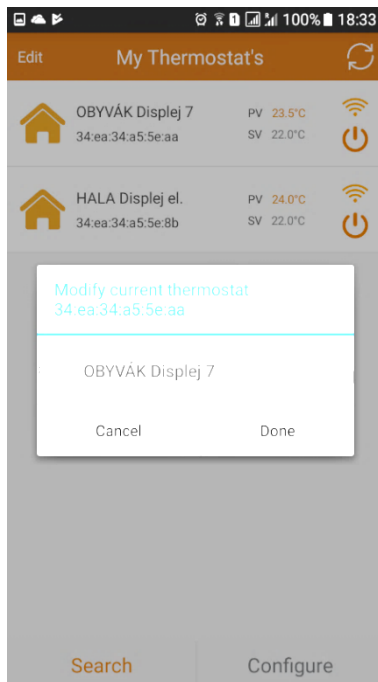 1 100% 18:33
Edit My Thermostat's
OBYVÁK Displej 7 PV 23.5°C
34:ea:34:a5:5e:aa SV 22.0°C
HALA Displej el. PV 24.0°C
34:ea:34:a5:5e:8b SV 22.0°C
Modify current thermostat
34:ea:34:a5:5e:aa
OBYVÁK Displej 7
Cancel Done
Search Configure